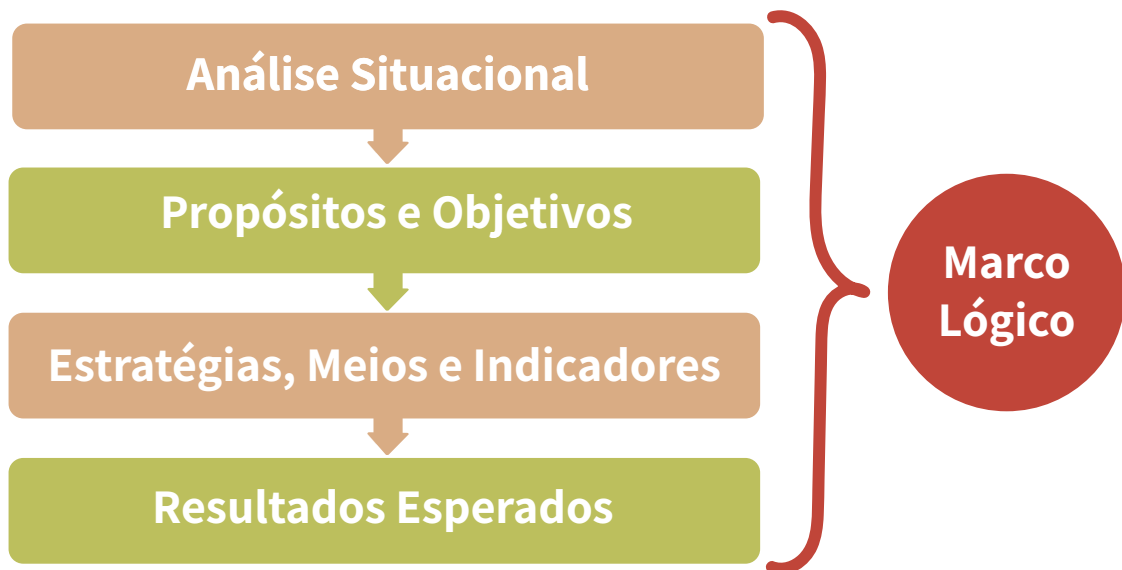 Análise Situacional
Propósitos e Objetivos
Estratégias, Meios e Indicadores
Resultados Esperados
Marco
Lógico